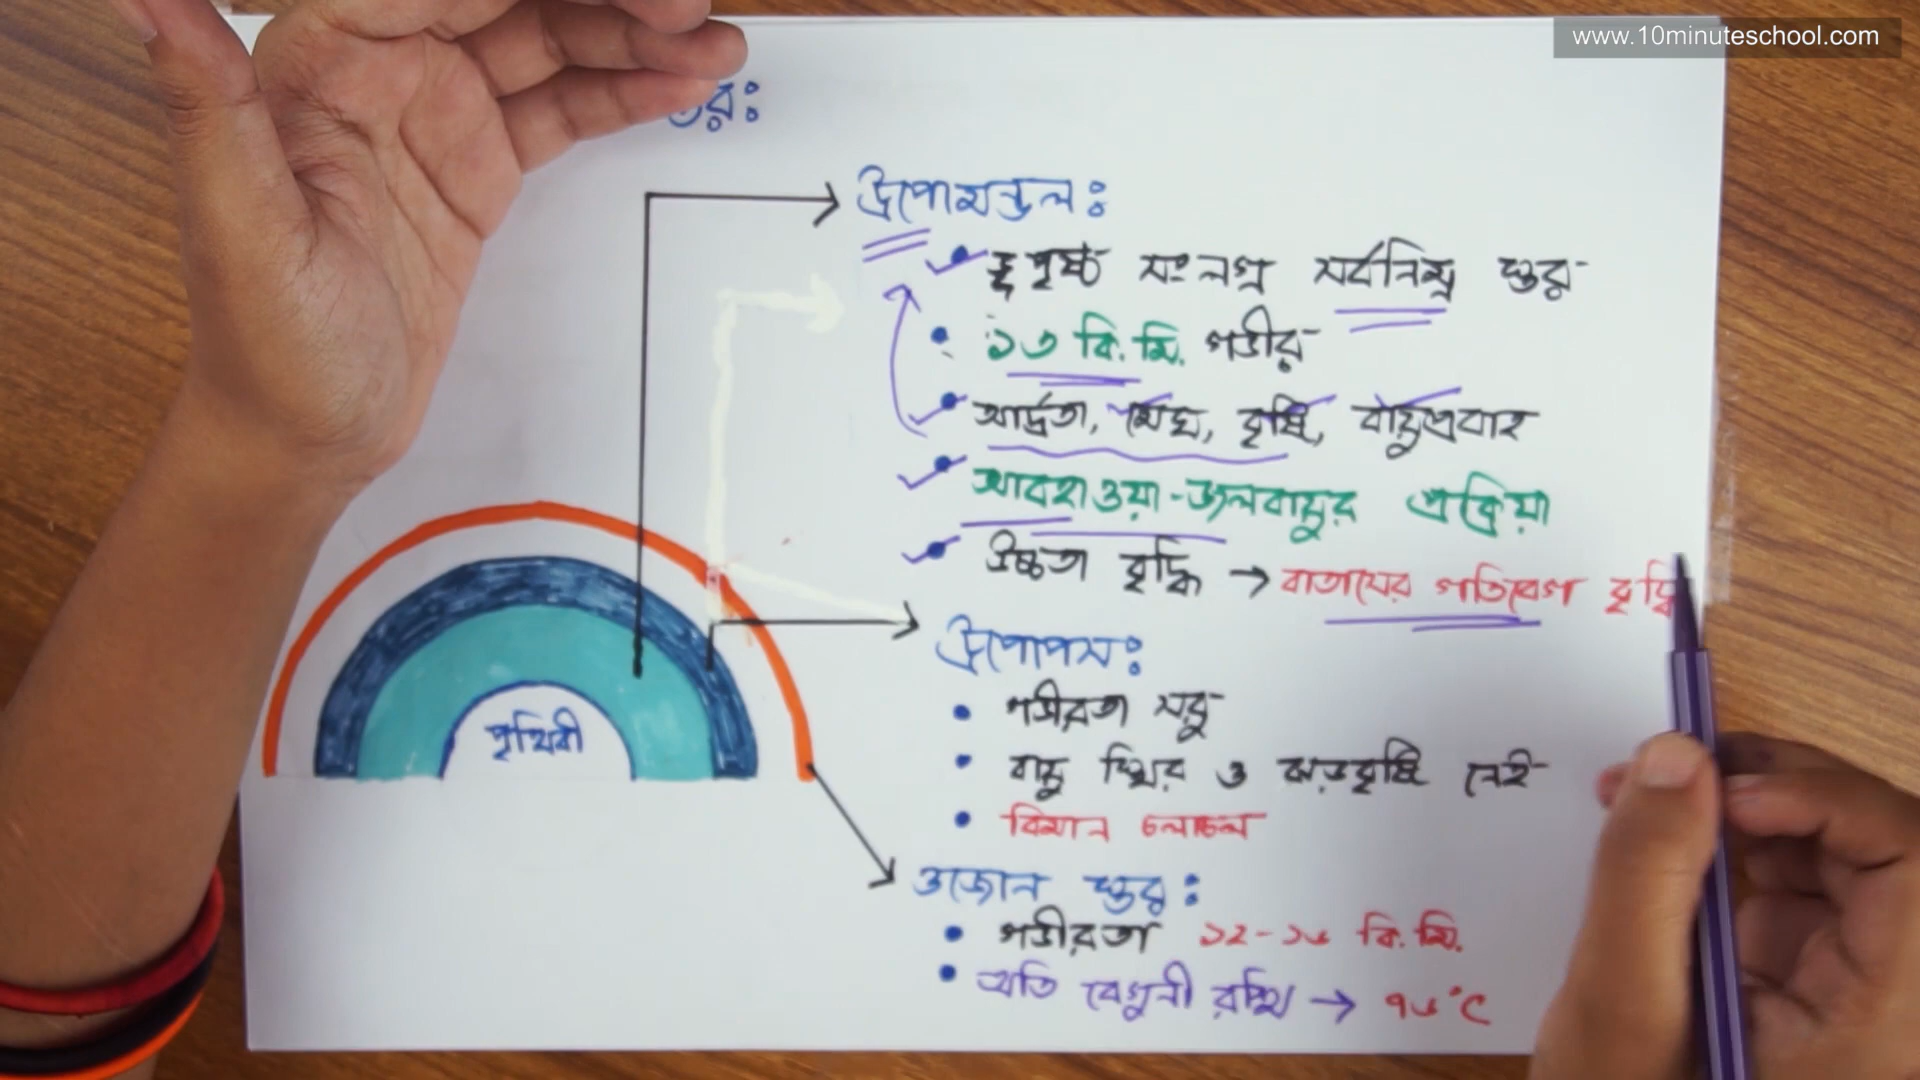 www.10minuteschool.com
স্তর:
ট্রপোমন্ডল:
ভূপৃষ্ঠ সংলগ্ন সর্বনিম্ন স্তর
১৩ কি.মি. গভীর
আর্দ্রতা, মেঘ, বৃষ্টি, বায়ুপ্রবাহ
আবহাওয়া-জলবায়ুর প্রক্রিয়া
উচ্চতা বৃদ্ধি → বাতাসের গতিবেগ বৃদ্ধি
ট্রপোপস:
গভীরতা সরু
বায়ু স্থির ও ঝড়বৃষ্টি নেই
বিমান চলাচল
পৃথিবী
ওজোন স্তর:
গভীরতা ১২-১৬ কি.মি.
অতি বেগুনী রশ্মি → ৭৬°C